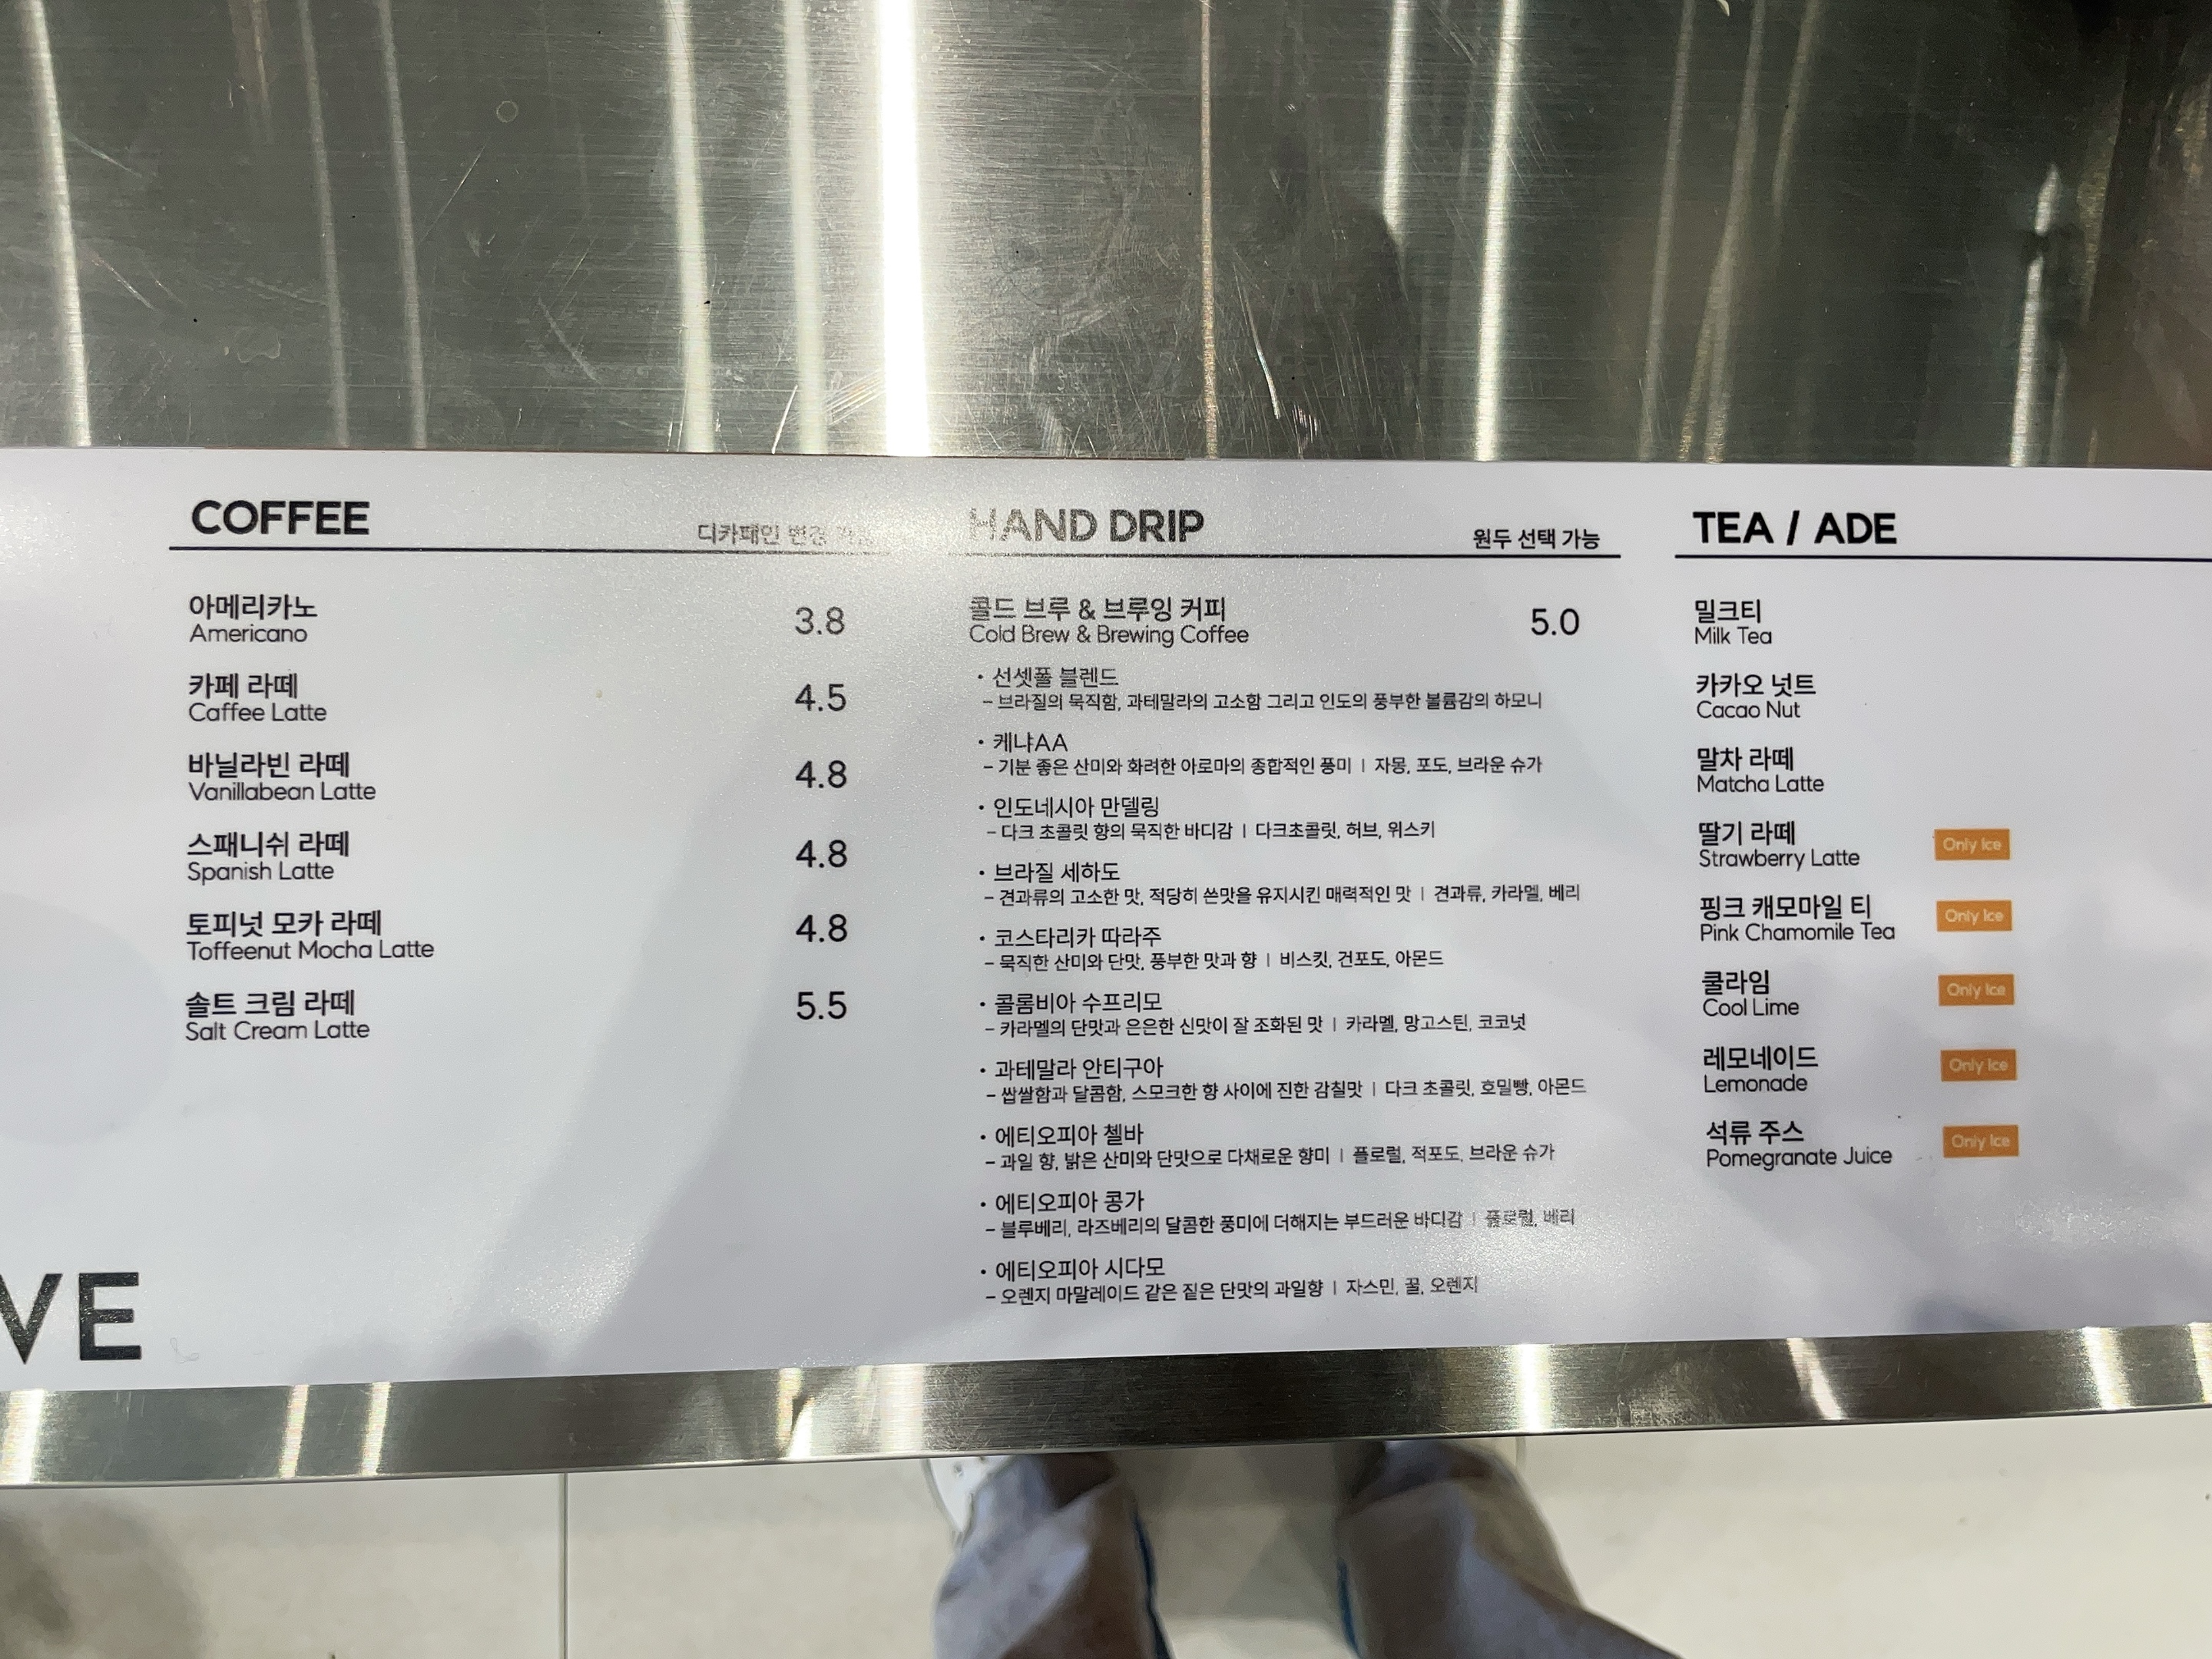 COFFEE
디카페인 변경
아메리카노
Americano
3.8
카페 라떼
Caffee Latte
4.5
바닐라빈 라떼
Vanillabean Latte
4.8
스패니쉬 라떼
Spanish Latte
4.8
토피넛 모카 라떼
Toffeenut Mocha Latte
4.8
솔트 크림 라떼
Salt Cream Latte
5.5
VE
HAND DRIP
원두 선택 가능
콜드 브루 & 브루잉 커피
Cold Brew & Brewing Coffee
5.0
· 선셋폴 블렌드
– 브라질의 묵직함, 과테말라의 고소함 그리고 인도의 풍부한 볼륨감의 하모니
· 케냐AA
– 기분 좋은 산미와 화려한 아로마의 종합적인 풍미 | 자몽, 포도, 브라운 슈가
· 인도네시아 만델링
– 다크 초콜릿 향의 묵직한 바디감 | 다크초콜릿, 허브, 위스키
· 브라질 세하도
– 견과류의 고소한 맛, 적당히 쓴맛을 유지시킨 매력적인 맛 | 견과류, 카라멜, 베리
· 코스타리카 따라주
– 묵직한 산미와 단맛, 풍부한 맛과 향 | 비스킷, 건포도, 아몬드
· 콜롬비아 수프리모
– 카라멜의 단맛과 은은한 신맛이 잘 조화된 맛 | 카라멜, 망고스틴, 코코넛
· 과테말라 안티구아
– 쌉쌀함과 달콤함, 스모크한 향 사이에 진한 감칠맛 | 다크 초콜릿, 호밀빵, 아몬드
· 에티오피아 첼바
– 과일 향, 밝은 산미와 단맛으로 다채로운 향미 | 플로럴, 적포도, 브라운 슈가
· 에티오피아 콩가
– 블루베리, 라즈베리의 달콤한 풍미에 더해지는 부드러운 바디감 | 플로럴, 베리
· 에티오피아 시다모
– 오렌지 마말레이드 같은 짙은 단맛의 과일향 | 자스민, 꿀, 오렌지
TEA / ADE
밀크티
Milk Tea
카카오 넛트
Cacao Nut
말차 라떼
Matcha Latte
딸기 라떼
Strawberry Latte
Only Ice
핑크 캐모마일 티
Pink Chamomile Tea
Only Ice
쿨라임
Cool Lime
Only Ice
레모네이드
Lemonade
Only Ice
석류 주스
Pomegranate Juice
Only Ice